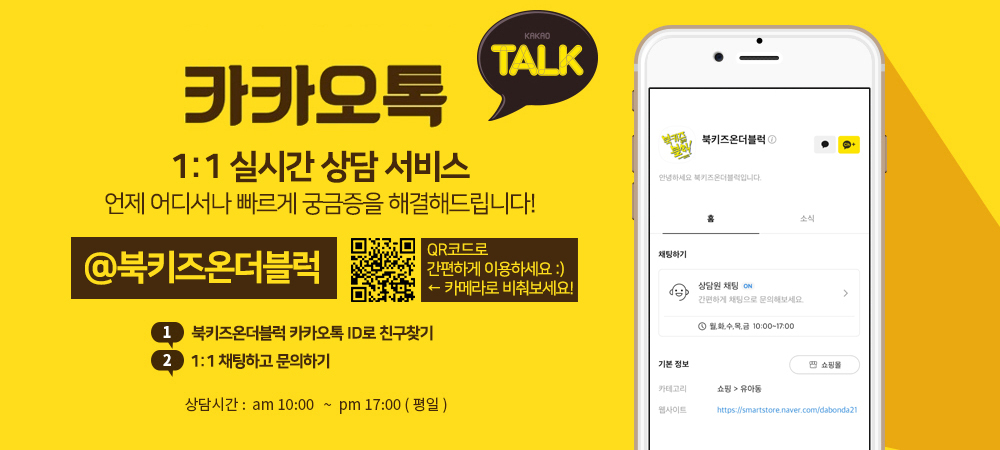 KAKAO
TALK
카카오톡
1:1 실시간 상담 서비스
언제 어디서나 빠르게 궁금증을 해결해드립니다!
@북키즈온더블럭
QR코드로
간편하게 이용하세요 :)
← 카메라로 비춰보세요!
1 북키즈온더블럭 카카오톡 ID로 친구찾기
2 1:1 채팅하고 문의하기
상담시간 : am 10:00 ~ pm 17:00 ( 평일 )
북키즈온더블럭
안녕하세요 북키즈온더블럭입니다.
홈 소식
채팅하기
상담원 채팅 ON
간편하게 채팅으로 문의해보세요.
월,화,수,목,금 10:00~17:00
기본 정보 쇼핑몰
카테고리 쇼핑 > 유아동
웹사이트 https://smartstore.naver.com/dabonda21